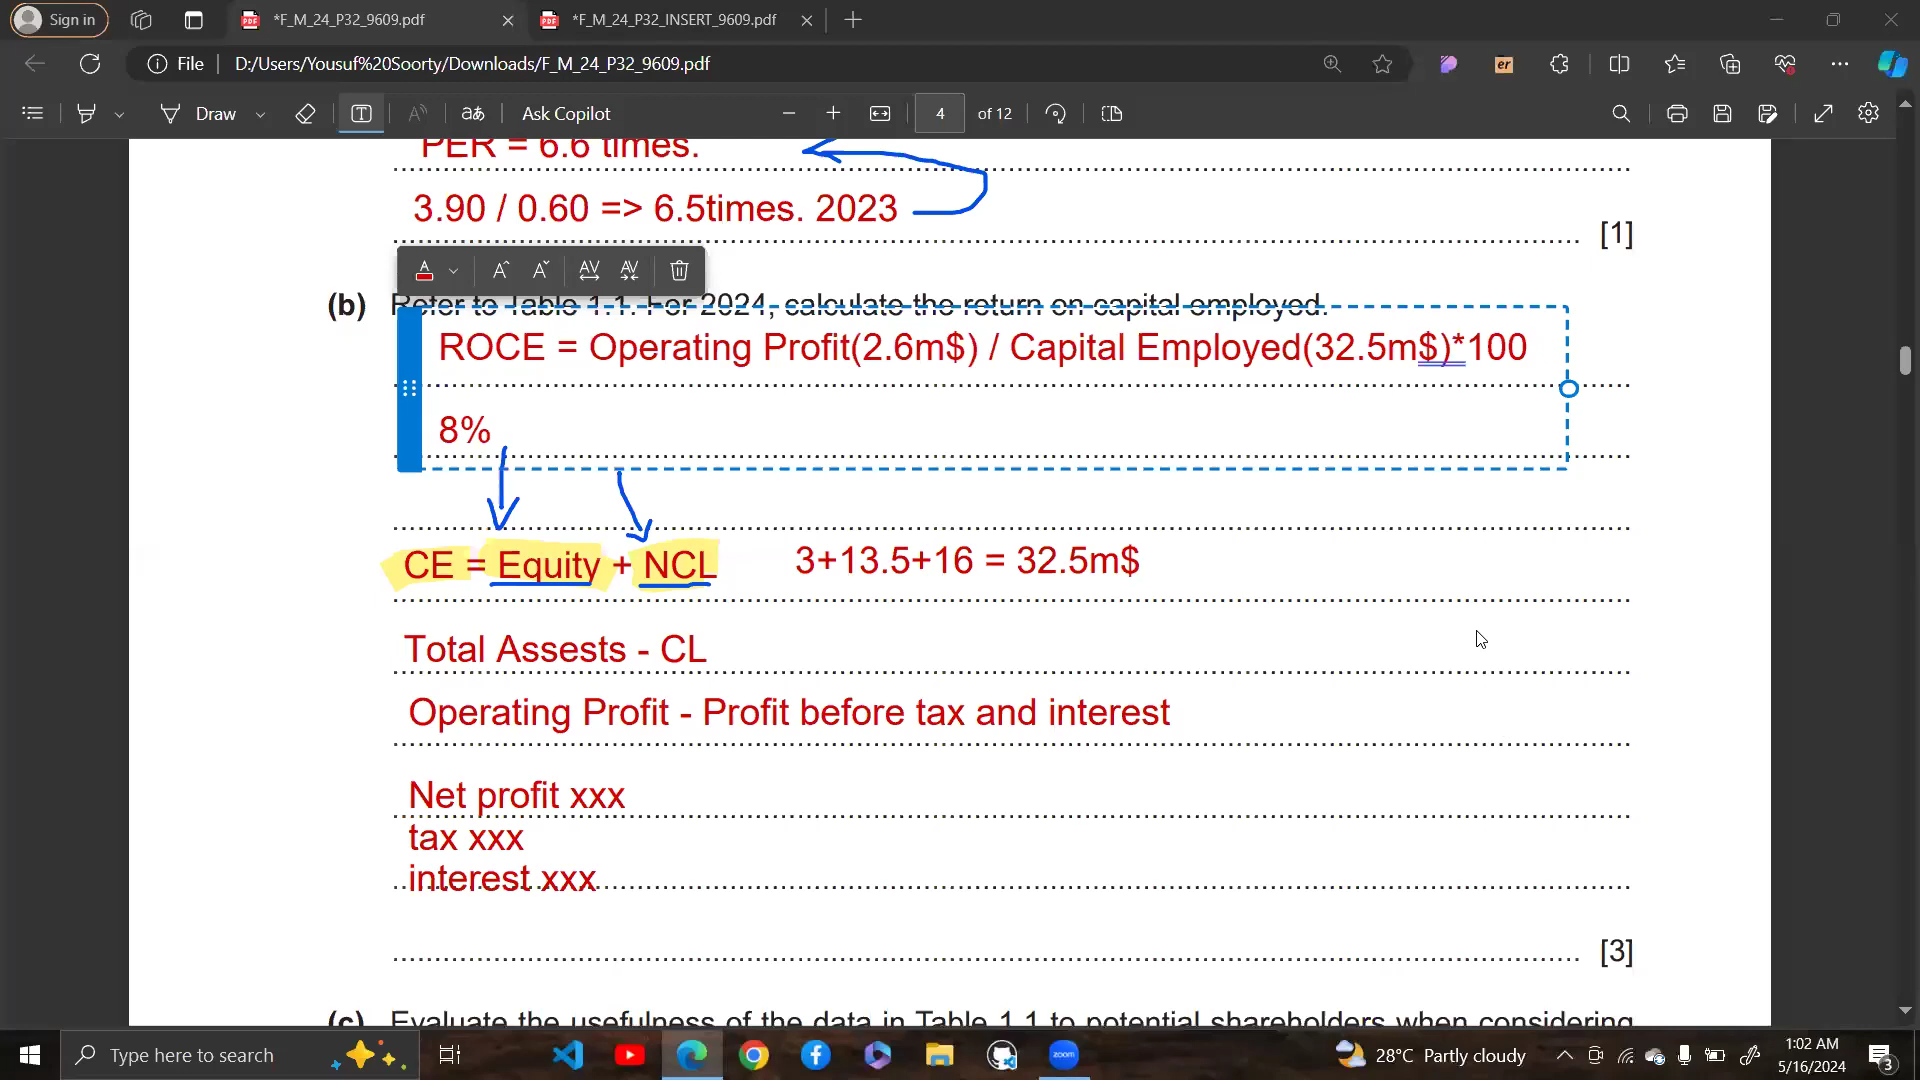 Sign in
*F_M_24_P32_9609.pdf
*F_M_24_P32_INSERT_9609.pdf
File
D:/Users/Yousuf%20Soorty/Downloads/F_M_24_P32_9609.pdf
er
Draw
aあ
Ask Copilot
4
of 12
PER = 6.6 times.
3.90 / 0.60 => 6.5times. 2023
[1]
(b) Refer to Table 1.1. For 2024, calculate the return on capital employed.
ROCE = Operating Profit(2.6m$) / Capital Employed(32.5m$)*100
8%
CE = Equity + NCL
3+13.5+16 = 32.5m$
Total Assests - CL
Operating Profit - Profit before tax and interest
Net profit xxx
tax xxx
interest xxx
[3]
(c) Evaluate the usefulness of the data in Table 1.1 to potential shareholders when considering
Type here to search
zoom
28°C Partly cloudy
1:02 AM
5/16/2024
3